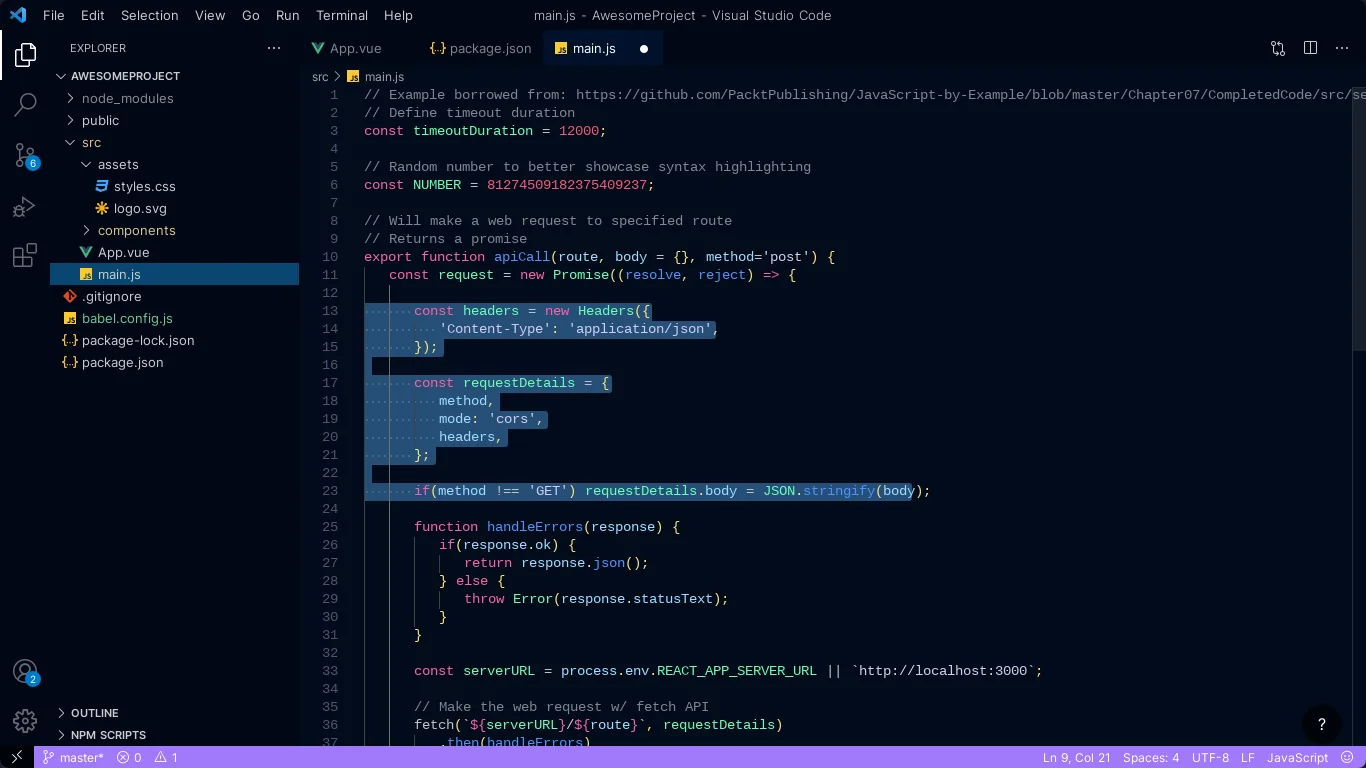 File Edit Selection View Go Run Terminal Help
main.js - AwesomeProject - Visual Studio Code
EXPLORER
AWESOMEPROJECT
node_modules
public
src
assets
styles.css
logo.svg
components
App.vue
main.js
.gitignore
babel.config.js
package-lock.json
package.json
OUTLINE
NPM SCRIPTS
6
2
App.vue {..} package.json JS main.js
src > JS main.js
1 // Example borrowed from: https://github.com/PacktPublishing/JavaScript-by-Example/blob/master/Chapter07/CompletedCode/src/se
2 // Define timeout duration
3 const timeoutDuration = 12000;
4
5 // Random number to better showcase syntax highlighting
6 const NUMBER = 81274509182375409237;
7
8 // Will make a web request to specified route
9 // Returns a promise
10 export function apiCall(route, body = {}, method='post') {
11 const request = new Promise((resolve, reject) => {
12
13 const headers = new Headers({
14 'Content-Type': 'application/json',
15 });
16
17 const requestDetails = {
18 method,
19 mode: 'cors',
20 headers,
21 };
22
23 if(method !== 'GET') requestDetails.body = JSON.stringify(body);
24
25 function handleErrors(response) {
26 if(response.ok) {
27 return response.json();
28 } else {
29 throw Error(response.statusText);
30 }
31 }
32
33 const serverURL = process.env.REACT_APP_SERVER_URL || `http://localhost:3000`;
34
35 // Make the web request w/ fetch API
36 fetch(`${serverURL}/${route}`, requestDetails)
37 .then(handleErrors)
?
master* 0 1
Ln 9, Col 21 Spaces: 4 UTF-8 LF JavaScript